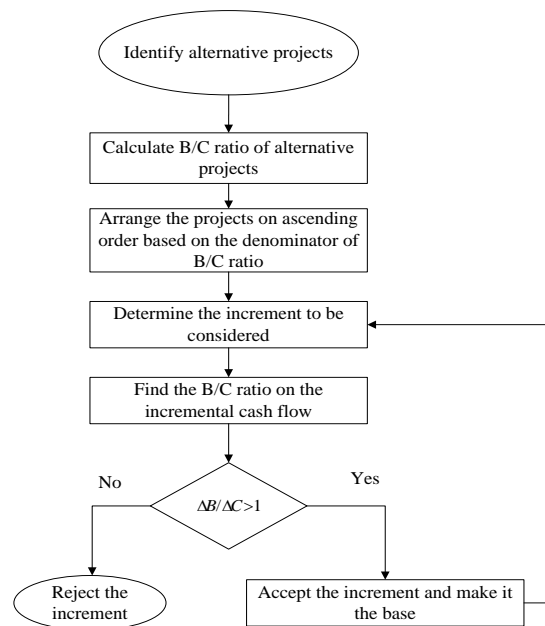 Identify alternative projects
Calculate B/C ratio of alternative
projects
Arrange the projects on ascending
order based on the denominator of
B/C ratio
Determine the increment to be
considered
Find the B/C ratio on the
incremental cash flow
No
Yes
ΔB/ΔC>1
Reject the
increment
Accept the increment and make it
the base